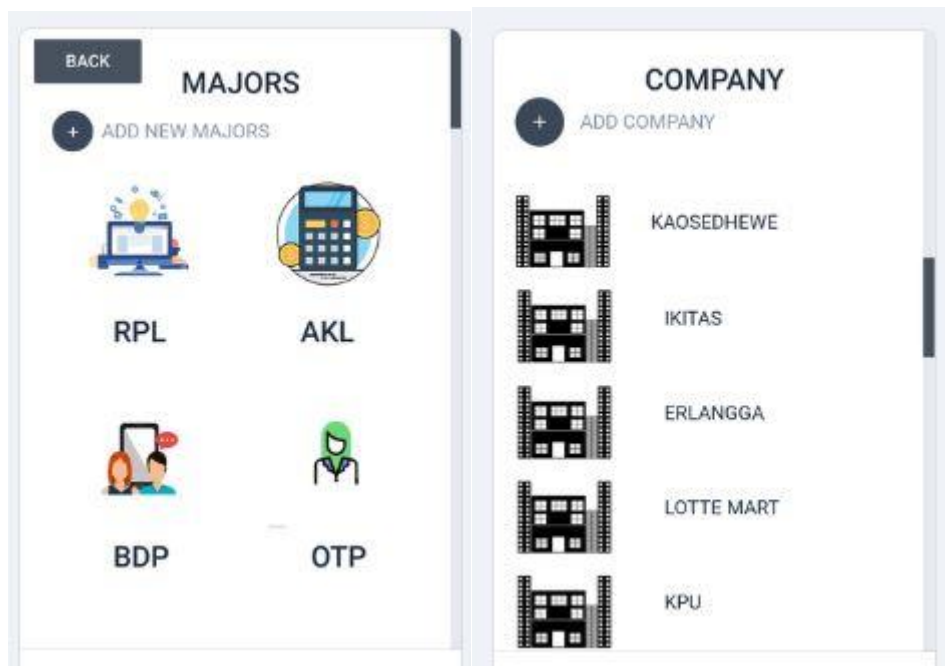 BACK
MAJORS
+ ADD NEW MAJORS
RPL AKL
BDP OTP
COMPANY
+ ADD COMPANY
KAOSEDHEWE
IKITAS
ERLANGGA
LOTTE MART
KPU